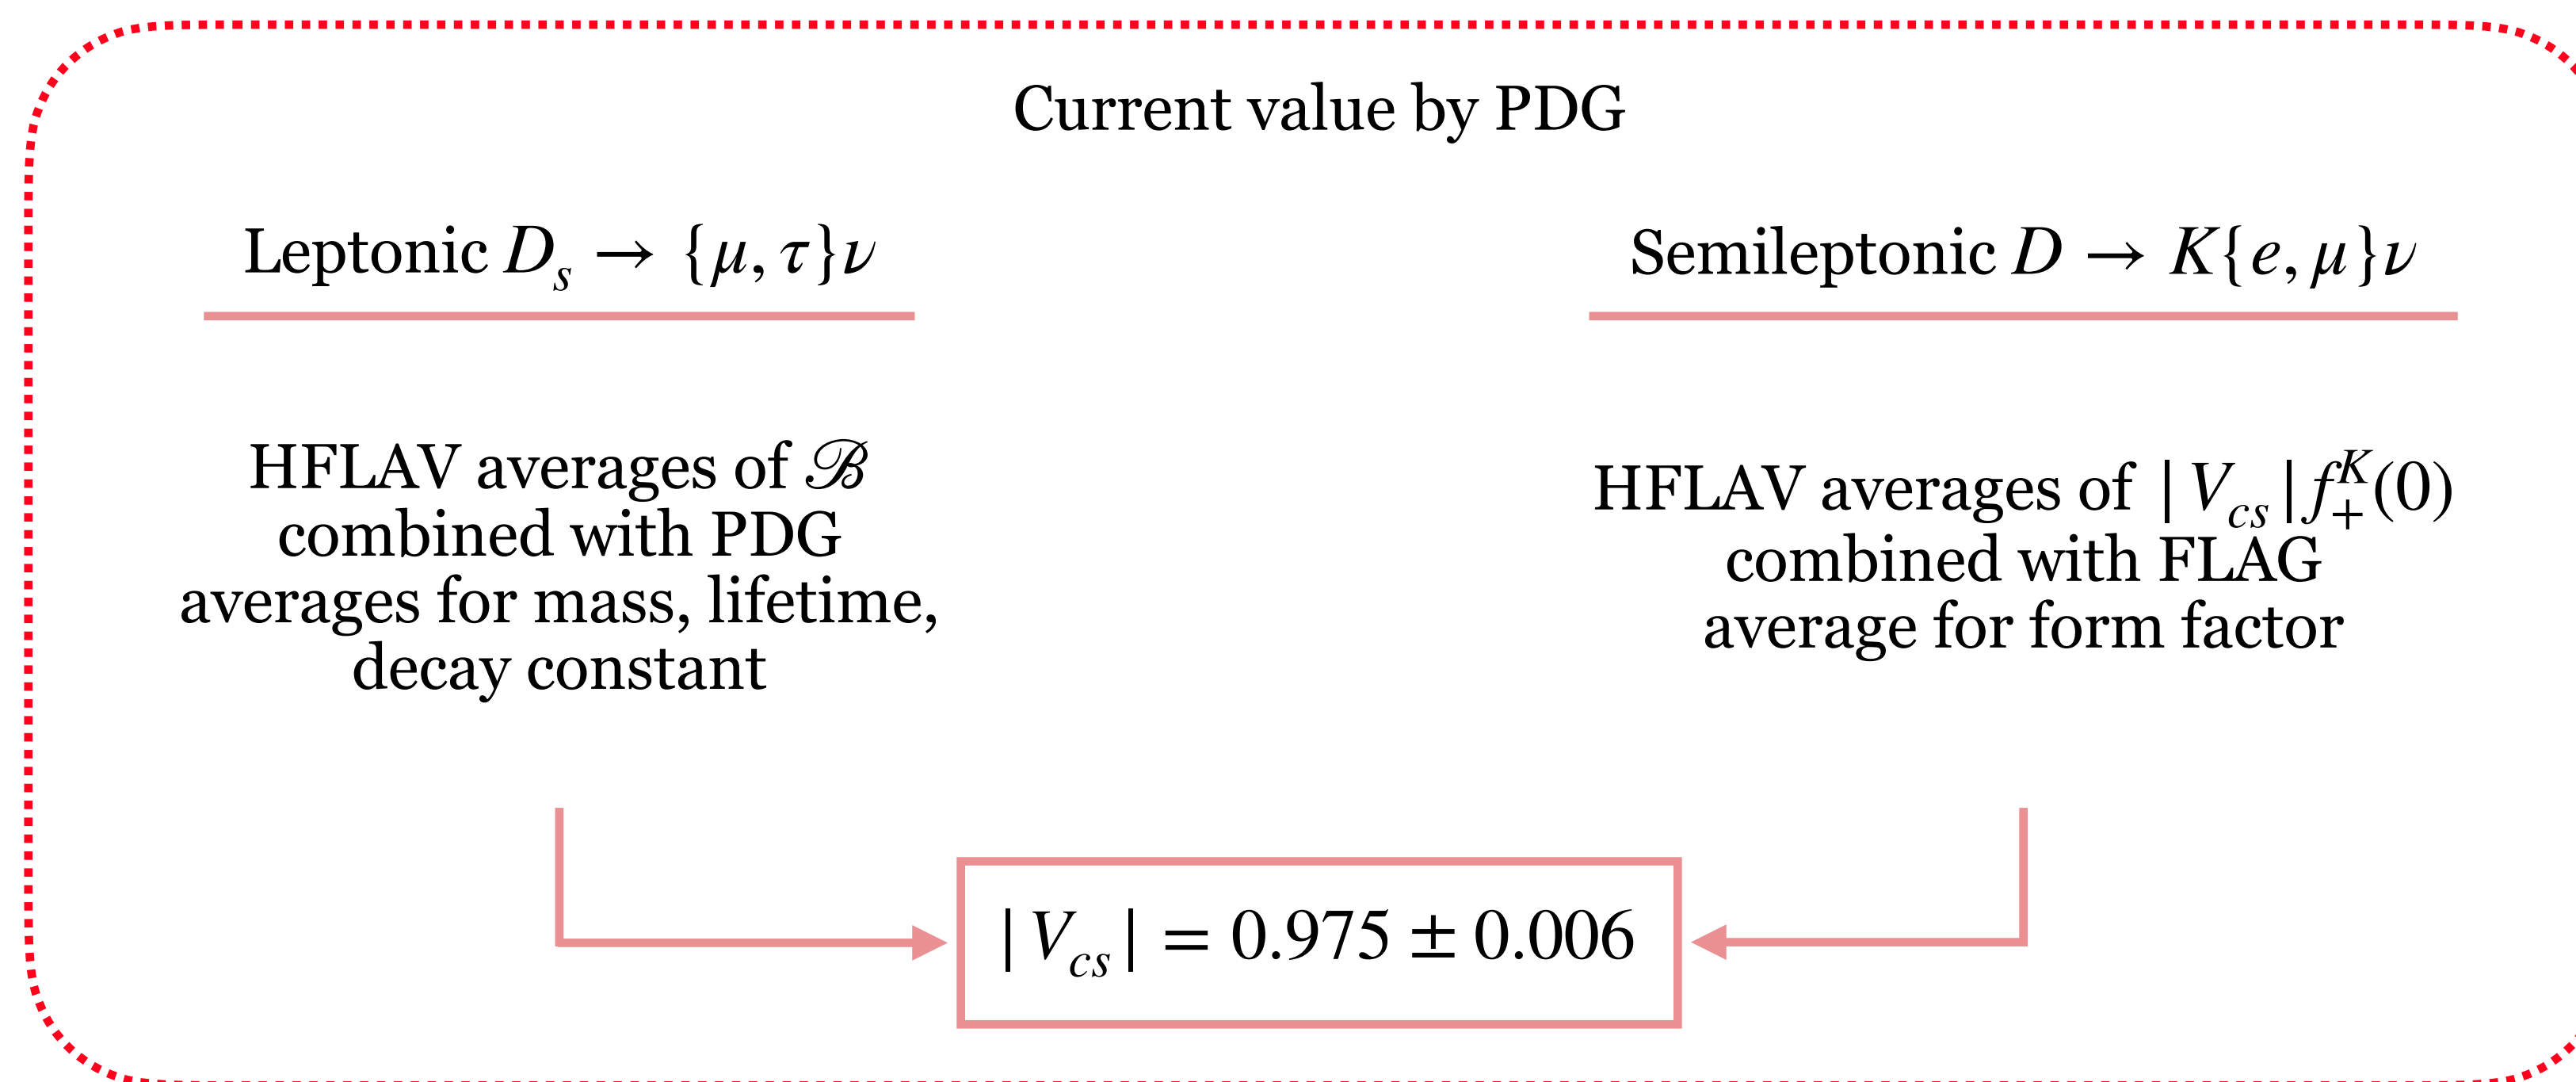 Current value by PDG
Leptonic D_s → {μ, τ}ν
HFLAV averages of ℬ
combined with PDG
averages for mass, lifetime,
decay constant
Semileptonic D → K{e, μ}ν
HFLAV averages of |V_cs| f_+^K(0)
combined with FLAG
average for form factor
|V_cs| = 0.975 ± 0.006